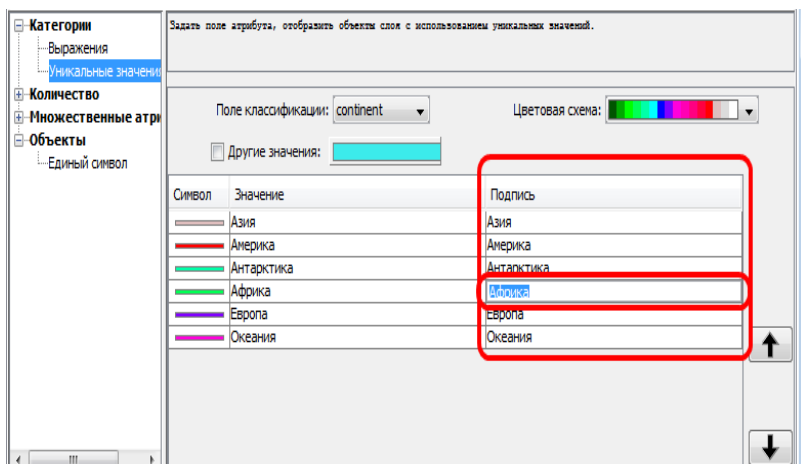 Категории
Выражения
Уникальные значения
Количество
Множественные атри
Объекты
Единый символ
Задать поле атрибута, отобразить объекты слоя с использованием уникальных значений.
Поле классификации: continent
Цветовая схема:
Другие значения:
Символ Значение Подпись
Азия Азия
Америка Америка
Антарктика Антарктика
Африка Африка
Европа Европа
Океания Океания